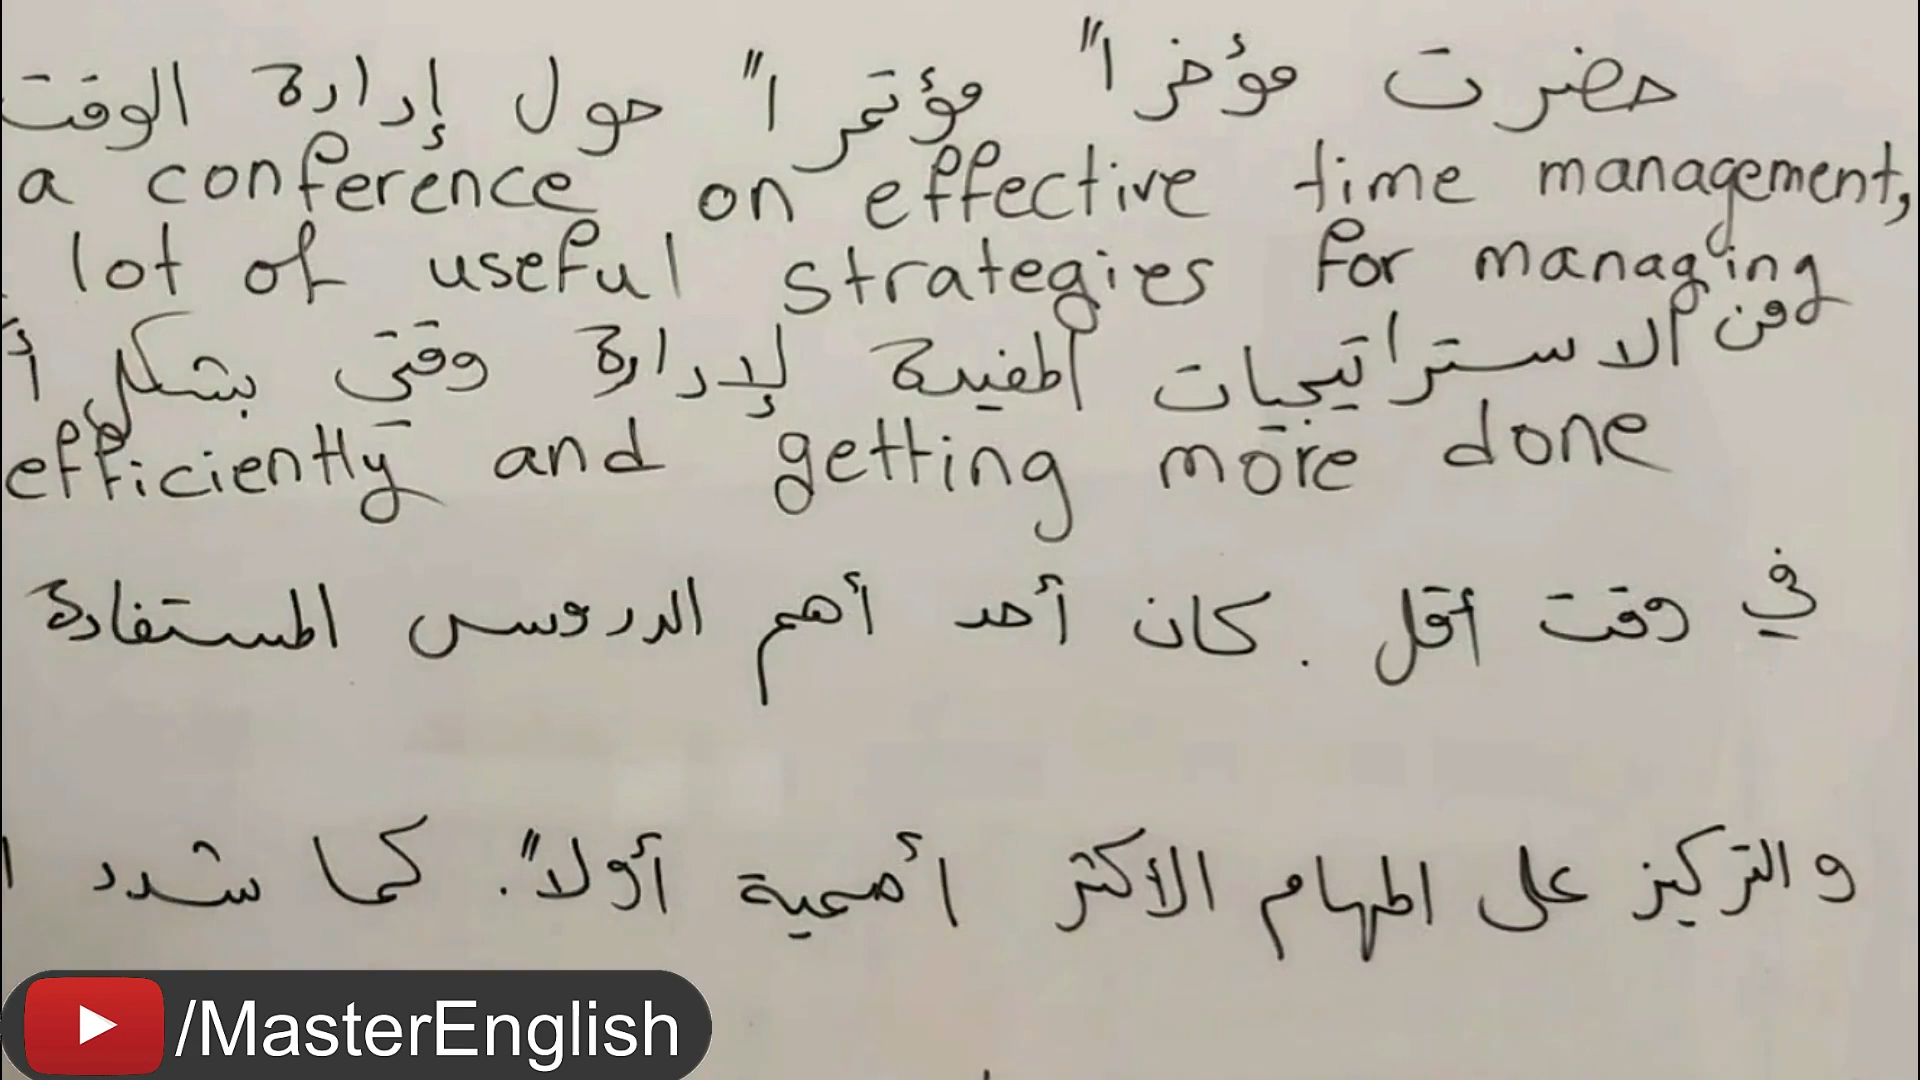 حضرت مؤخراً مؤتمراً حول إدارة الوقت
a conference on effective time management,
lot of useful strategies for managing
من الاستراتيجيات المفيدة لإدارة وقتي بشكل
efficiently and getting more done
في وقت أقل. كان أحد أهم الدروس المستفادة
والتركيز على المهام الأكثر أهمية أولاً. كما شدد
/MasterEnglish